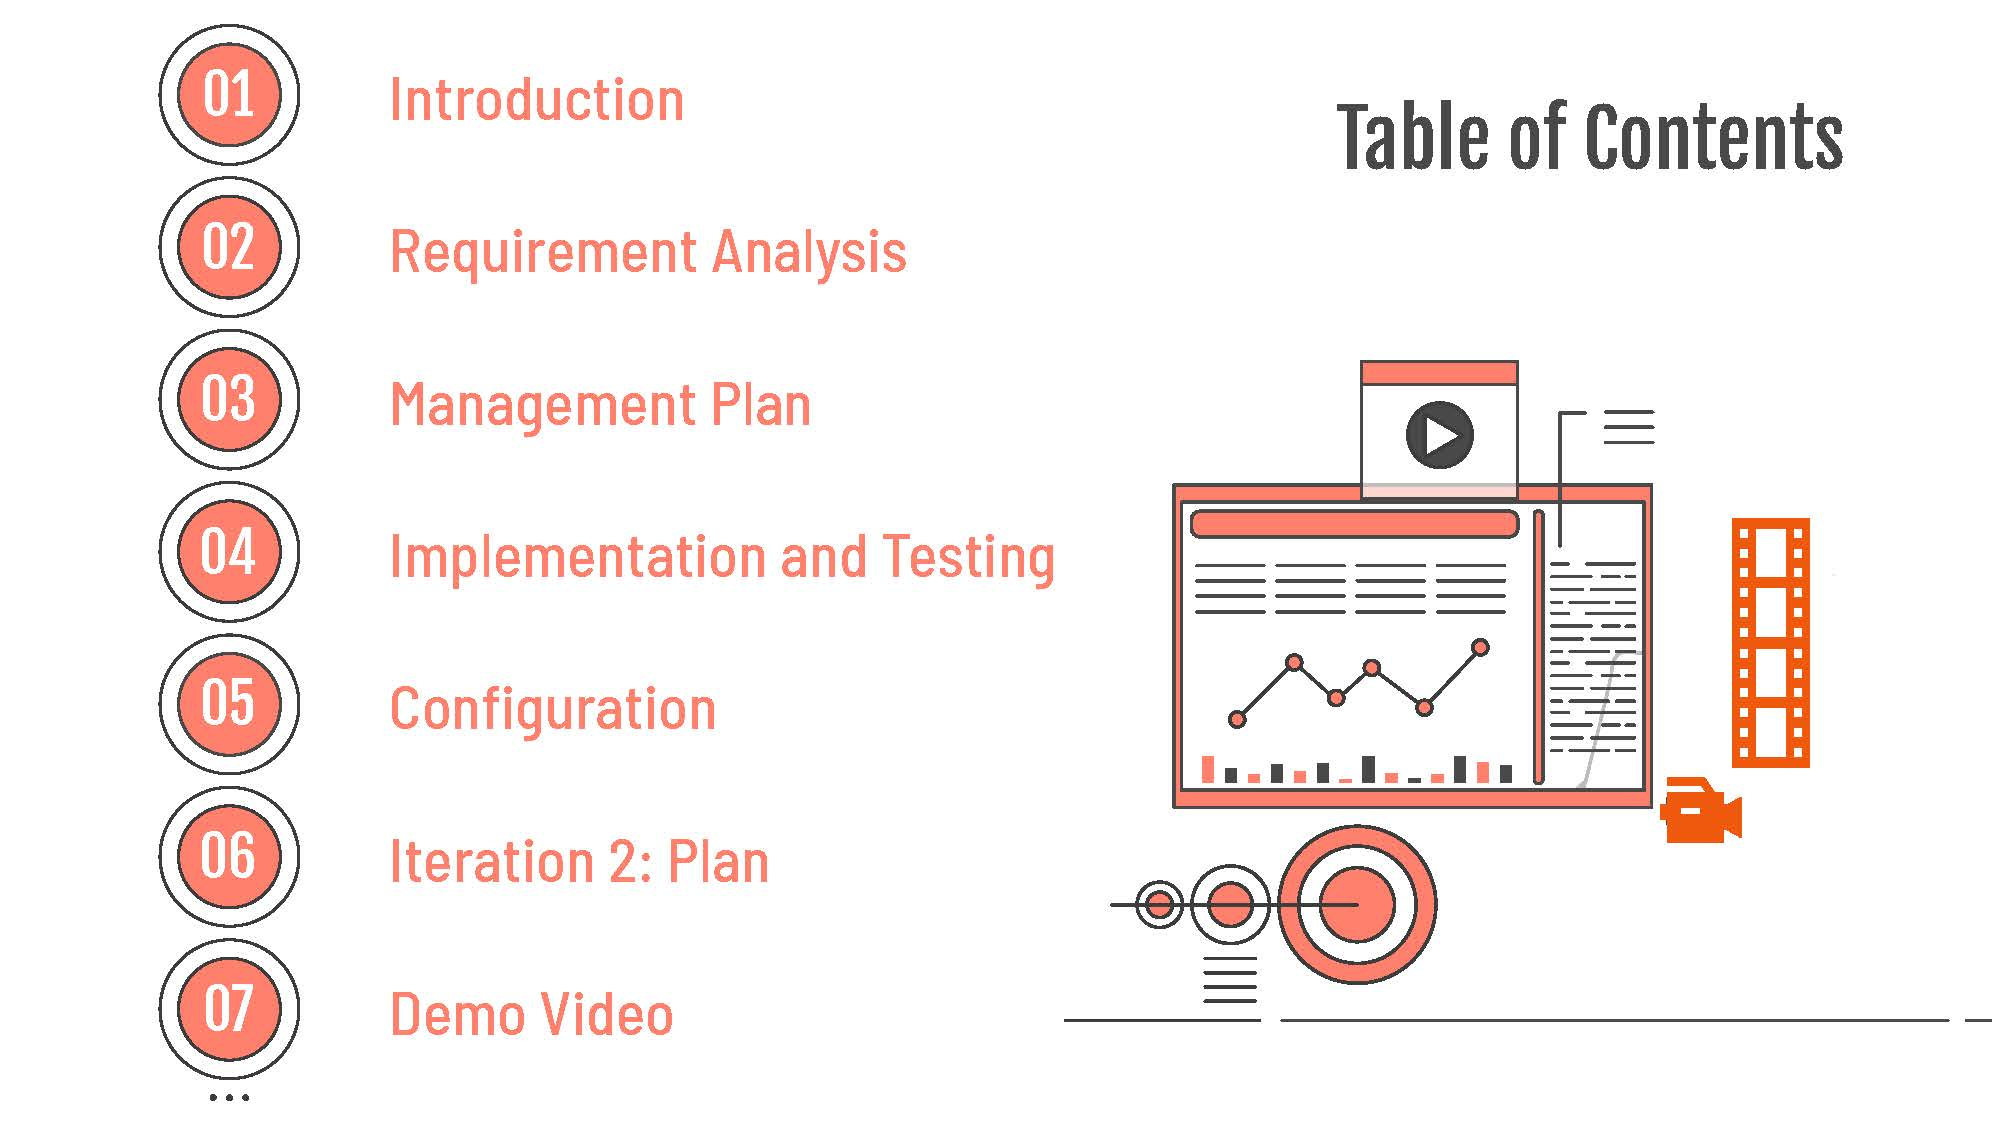 Table of Contents
01 Introduction
02 Requirement Analysis
03 Management Plan
04 Implementation and Testing
05 Configuration
06 Iteration 2: Plan
07 Demo Video
...